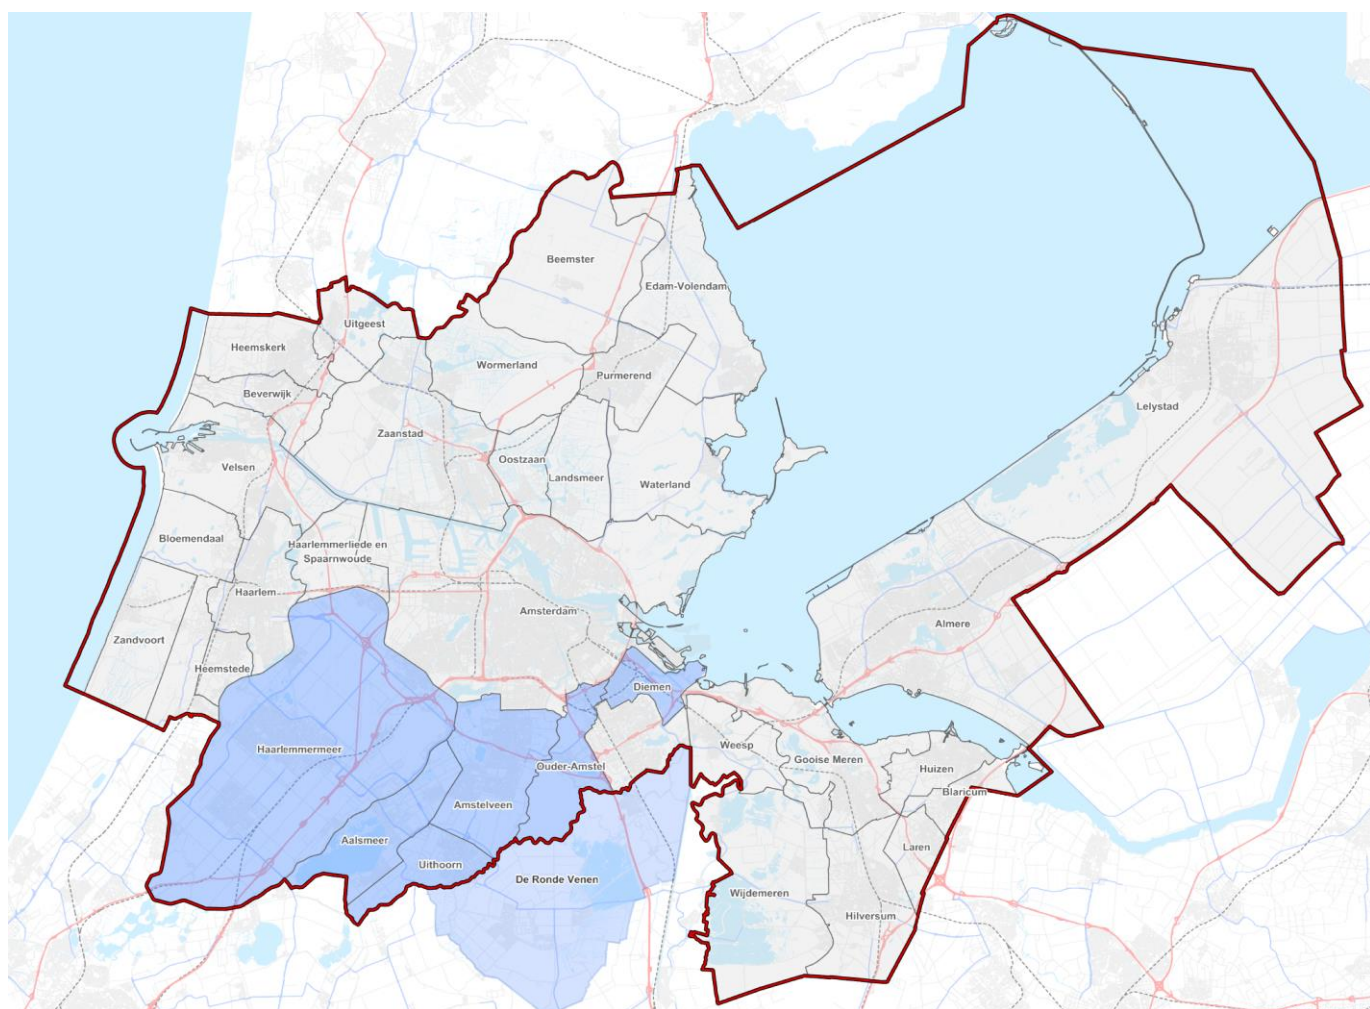 Beemster
Edam-Volendam
Uitgeest
Heemskerk
Wormerland
Purmerend
Beverwijk
Lelystad
Zaanstad
Oostzaan
Velsen
Landsmeer
Waterland
Bloemendaal
Haarlemmerliede en
Spaarnwoude
Haarlem
Amsterdam
Almere
Zandvoort
Heemstede
Diemen
Haarlemmermeer
Weesp
Gooise Meren
Ouder-Amstel
Huizen
Blaricum
Amstelveen
Aalsmeer
Laren
Uithoorn
De Ronde Venen
Wijdemeren
Hilversum